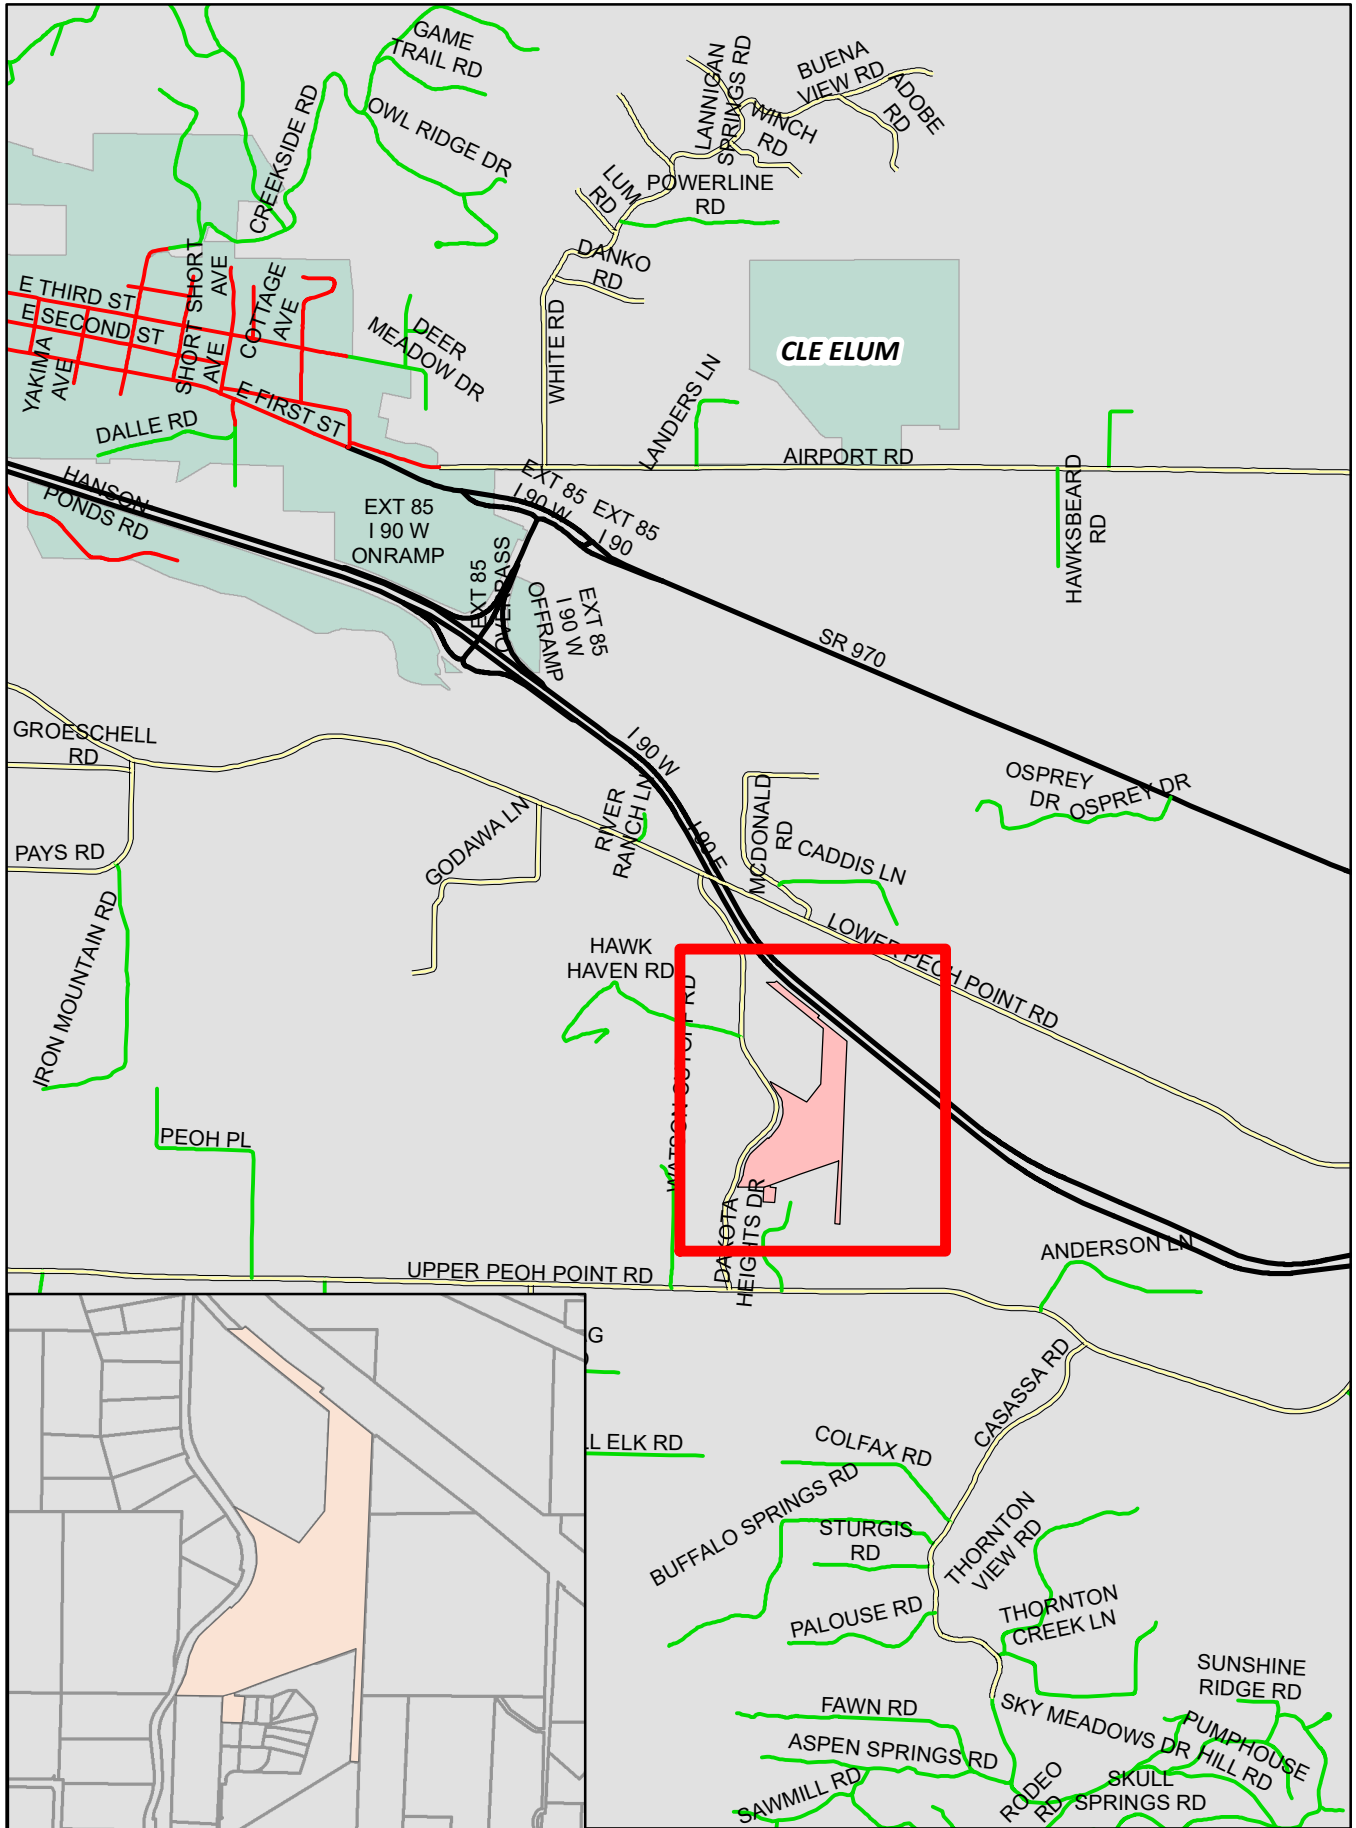 GAME
TRAIL RD
OWL RIDGE DR
CREEKSIDE RD
LANNIGAN
SPRINGS RD
BUENA
VIEW RD
ADOBE
RD
WINCH
RD
LUM
RD
POWERLINE
RD
DANKO
RD
WHITE RD
E THIRD ST
E SECOND ST
SHORT SHORT
AVE
AVE
COTTAGE
AVE
YAKIMA
AVE
DEER
MEADOW DR
E FIRST ST
DALLE RD
CLE ELUM
LANDERS LN
AIRPORT RD
HAWKSBEARD
RD
HANSON
PONDS RD
EXT 85
I 90 W
ONRAMP
EXT 85
I 90 W
EXT 85
I 90
EXT 85
OVERPASS
EXT 85
I 90 W
OFFRAMP
SR 970
GROESCHELL
RD
I 90 W
I 90 E
RIVER
RANCH LN
MCDONALD
RD
OSPREY
DR
OSPREY DR
PAYS RD
GODAWA LN
CADDIS LN
IRON MOUNTAIN RD
LOWER PEOH POINT RD
HAWK
HAVEN RD
WATSON CUTOFF RD
PEOH PL
DAKOTA
HEIGHTS DR
UPPER PEOH POINT RD
ANDERSON LN
G
CASASSA RD
LL ELK RD
COLFAX RD
BUFFALO SPRINGS RD
STURGIS
RD
THORNTON
VIEW RD
PALOUSE RD
THORNTON
CREEK LN
SUNSHINE
RIDGE RD
FAWN RD
SKY MEADOWS DR
PUMPHOUSE
HILL RD
ASPEN SPRINGS RD
SAWMILL RD
RODEO
RD
SKULL
SPRINGS RD